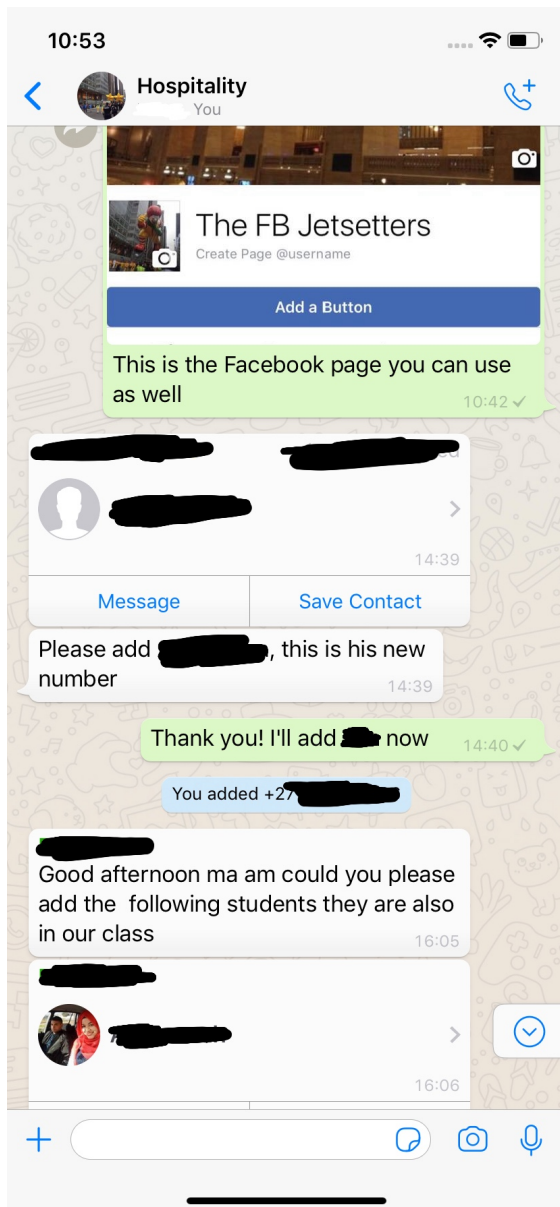 10:53
Hospitality
You
The FB Jetsetters
Create Page @username
Add a Button
This is the Facebook page you can use
as well
10:42
14:39
Message
Save Contact
Please add , this is his new
number
14:39
Thank you! I'll add now
14:40
You added +27
Good afternoon ma am could you please
add the following students they are also
in our class
16:05
16:06